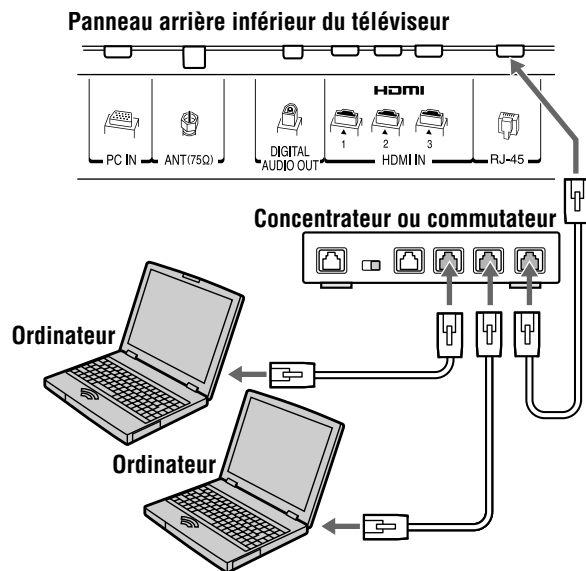 Panneau arrière inférieur du téléviseur
HDMI
PC IN
ANT(75Ω)
DIGITAL
AUDIO OUT
1
2
3
HDMI IN
RJ-45
Concentrateur ou commutateur
Ordinateur
Ordinateur